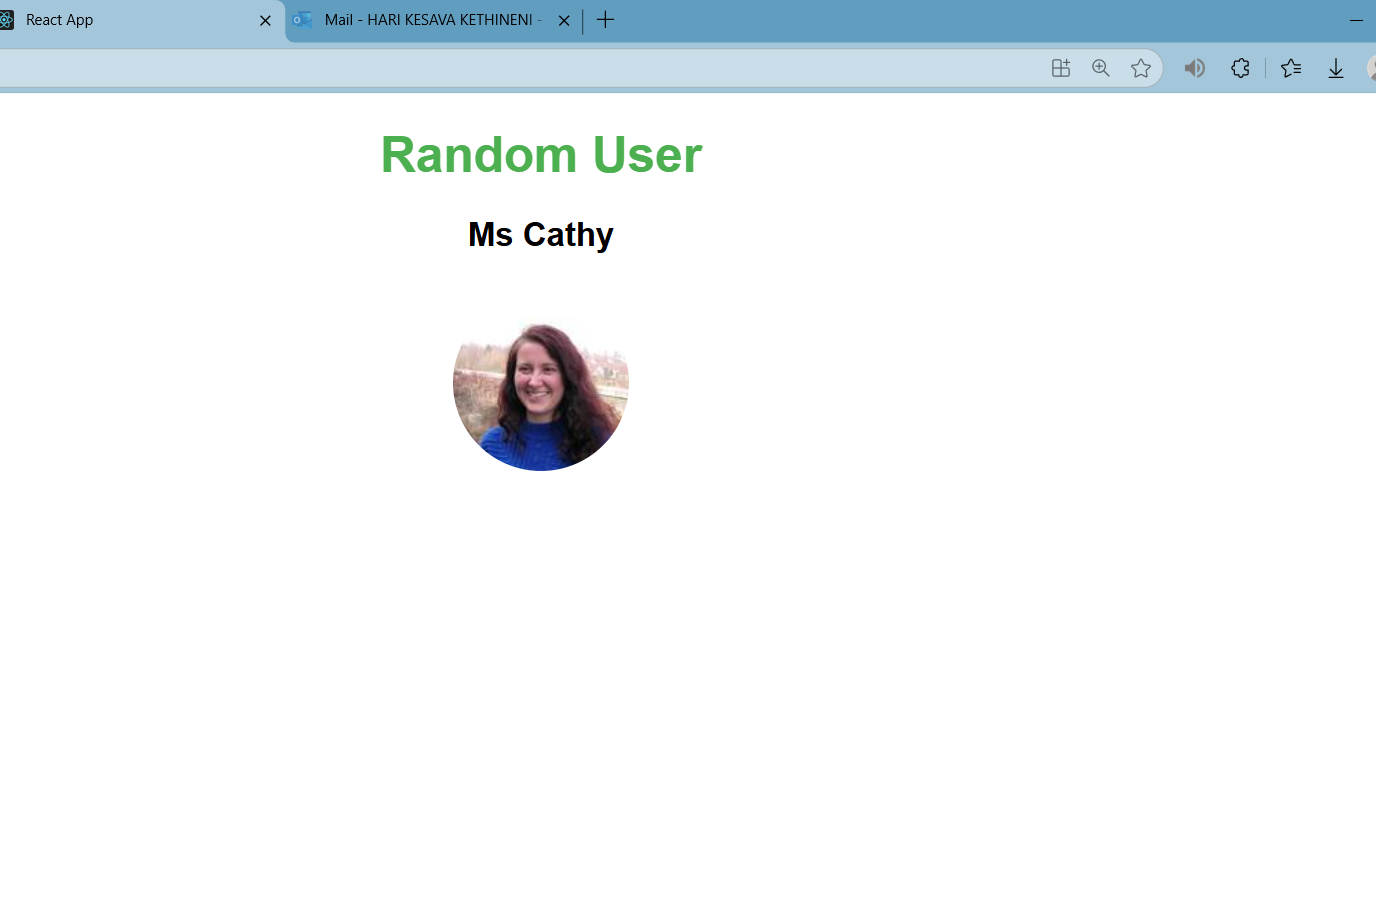 React App
Mail - HARI KESAVA KETHINENI -
Random User
Ms Cathy